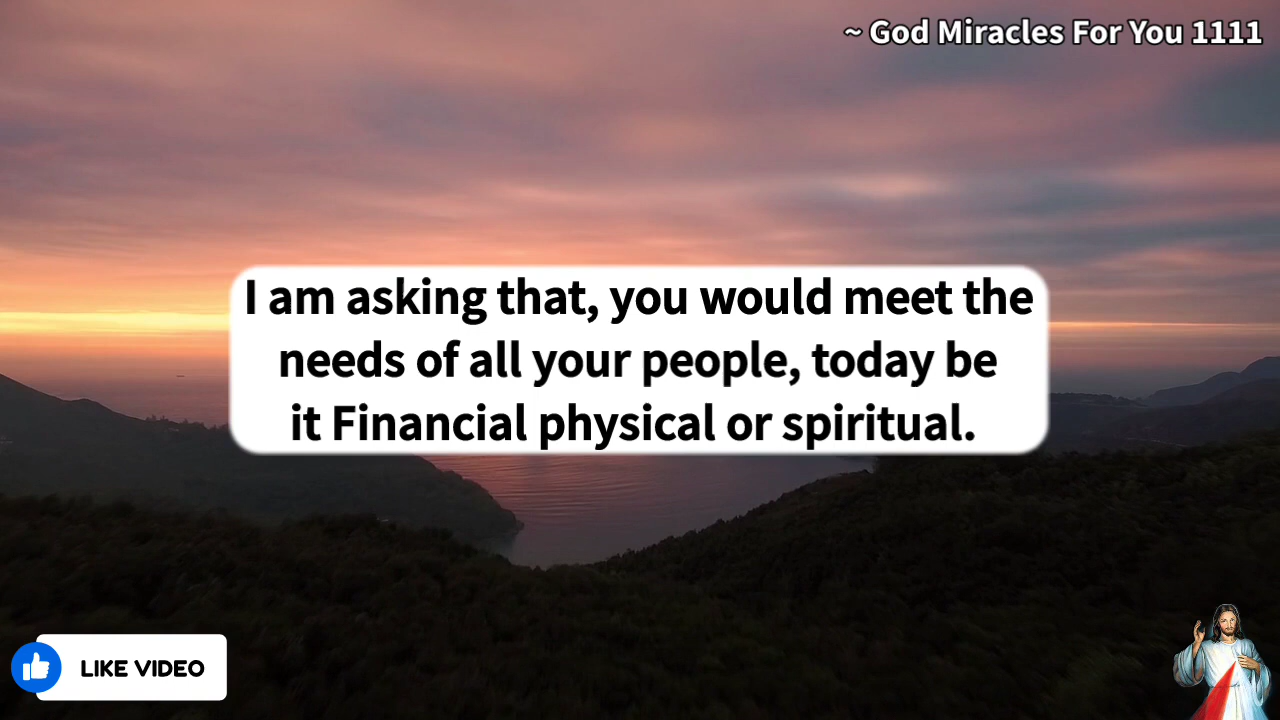 ~ God Miracles For You 1111
I am asking that, you would meet the
needs of all your people, today be
it Financial physical or spiritual.
LIKE VIDEO